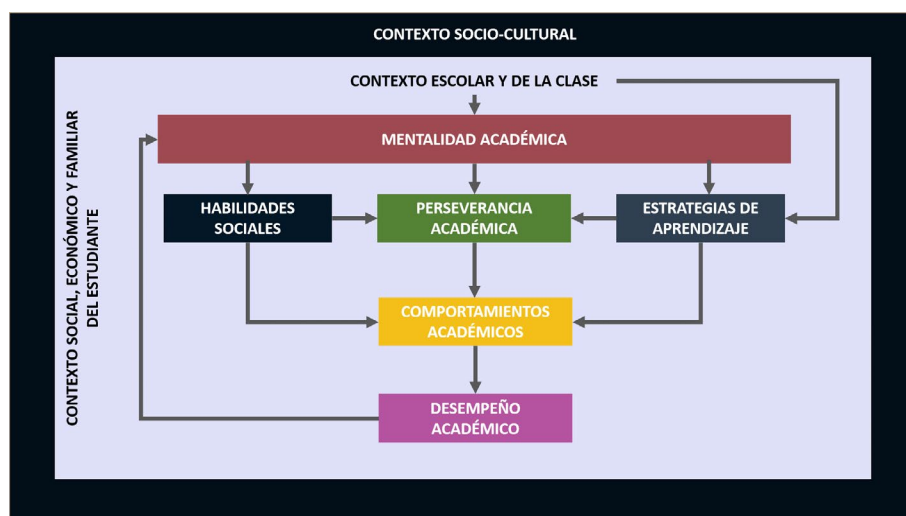 CONTEXTO SOCIO-CULTURAL
CONTEXTO ESCOLAR Y DE LA CLASE
CONTEXTO SOCIAL, ECONÓMICO Y FAMILIAR
DEL ESTUDIANTE
MENTALIDAD ACADÉMICA
HABILIDADES
SOCIALES
PERSEVERANCIA
ACADÉMICA
ESTRATEGIAS DE
APRENDIZAJE
COMPORTAMIENTOS
ACADÉMICOS
DESEMPEÑO
ACADÉMICO